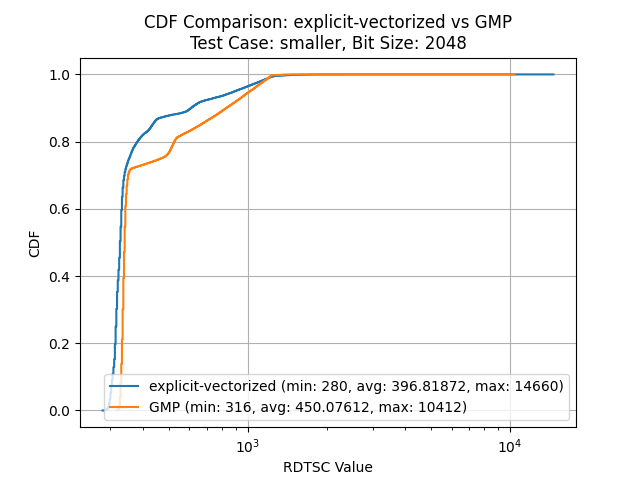 CDF Comparison: explicit-vectorized vs GMP
Test Case: smaller, Bit Size: 2048
CDF
1.0
0.8
0.6
0.4
0.2
0.0
explicit-vectorized (min: 280, avg: 396.81872, max: 14660)
GMP (min: 316, avg: 450.07612, max: 10412)
10³
10⁴
RDTSC Value